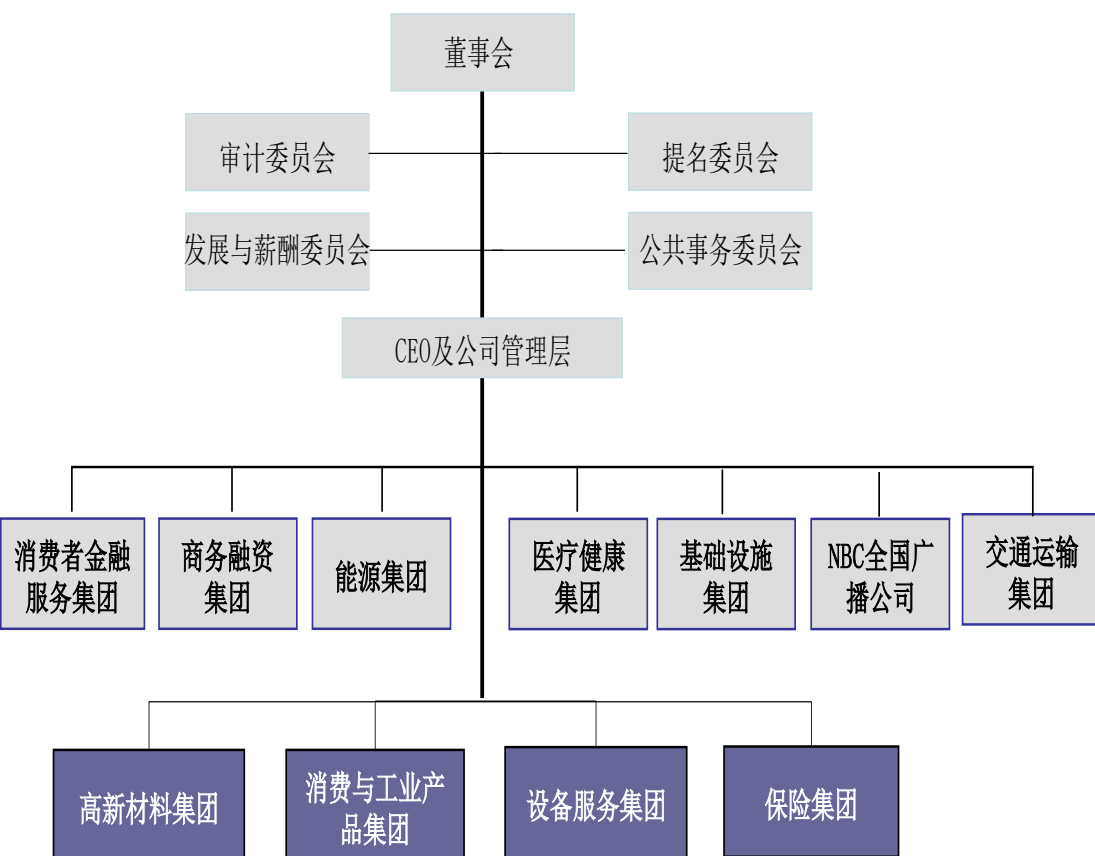 董事会
审计委员会
提名委员会
发展与薪酬委员会
公共事务委员会
CEO及公司管理层
消费者金融
服务集团
商务融资
集团
能源集团
医疗健康
集团
基础设施
集团
NBC全国广
播公司
交通运输
集团
高新材料集团
消费与工业产
品集团
设备服务集团
保险集团